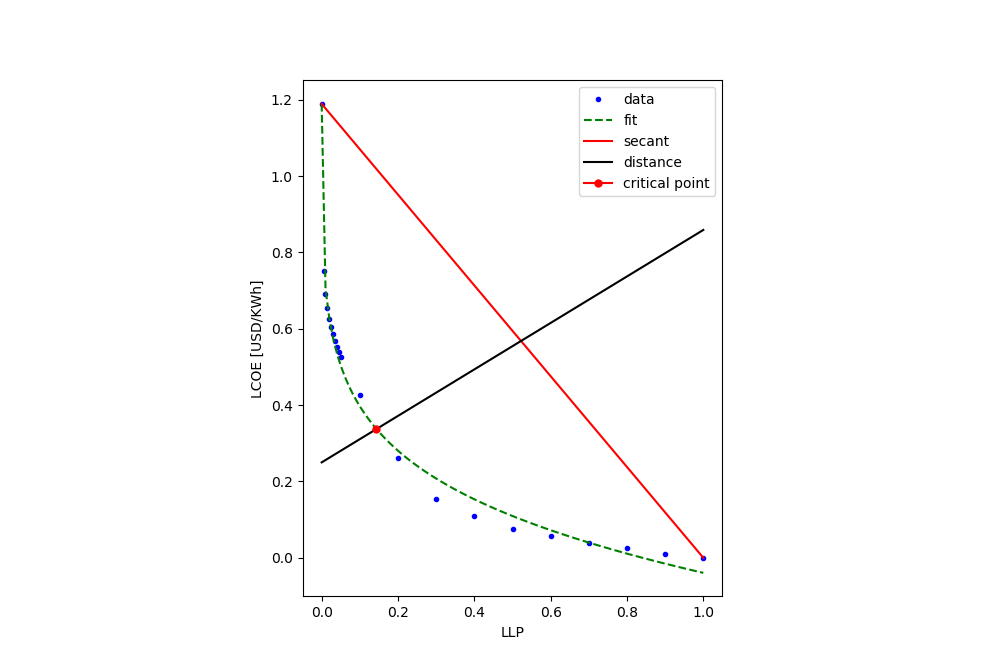 data
fit
secant
distance
critical point
1.2
1.0
0.8
0.6
0.4
0.2
0.0
LCOE [USD/KWh]
0.0 0.2 0.4 0.6 0.8 1.0
LLP